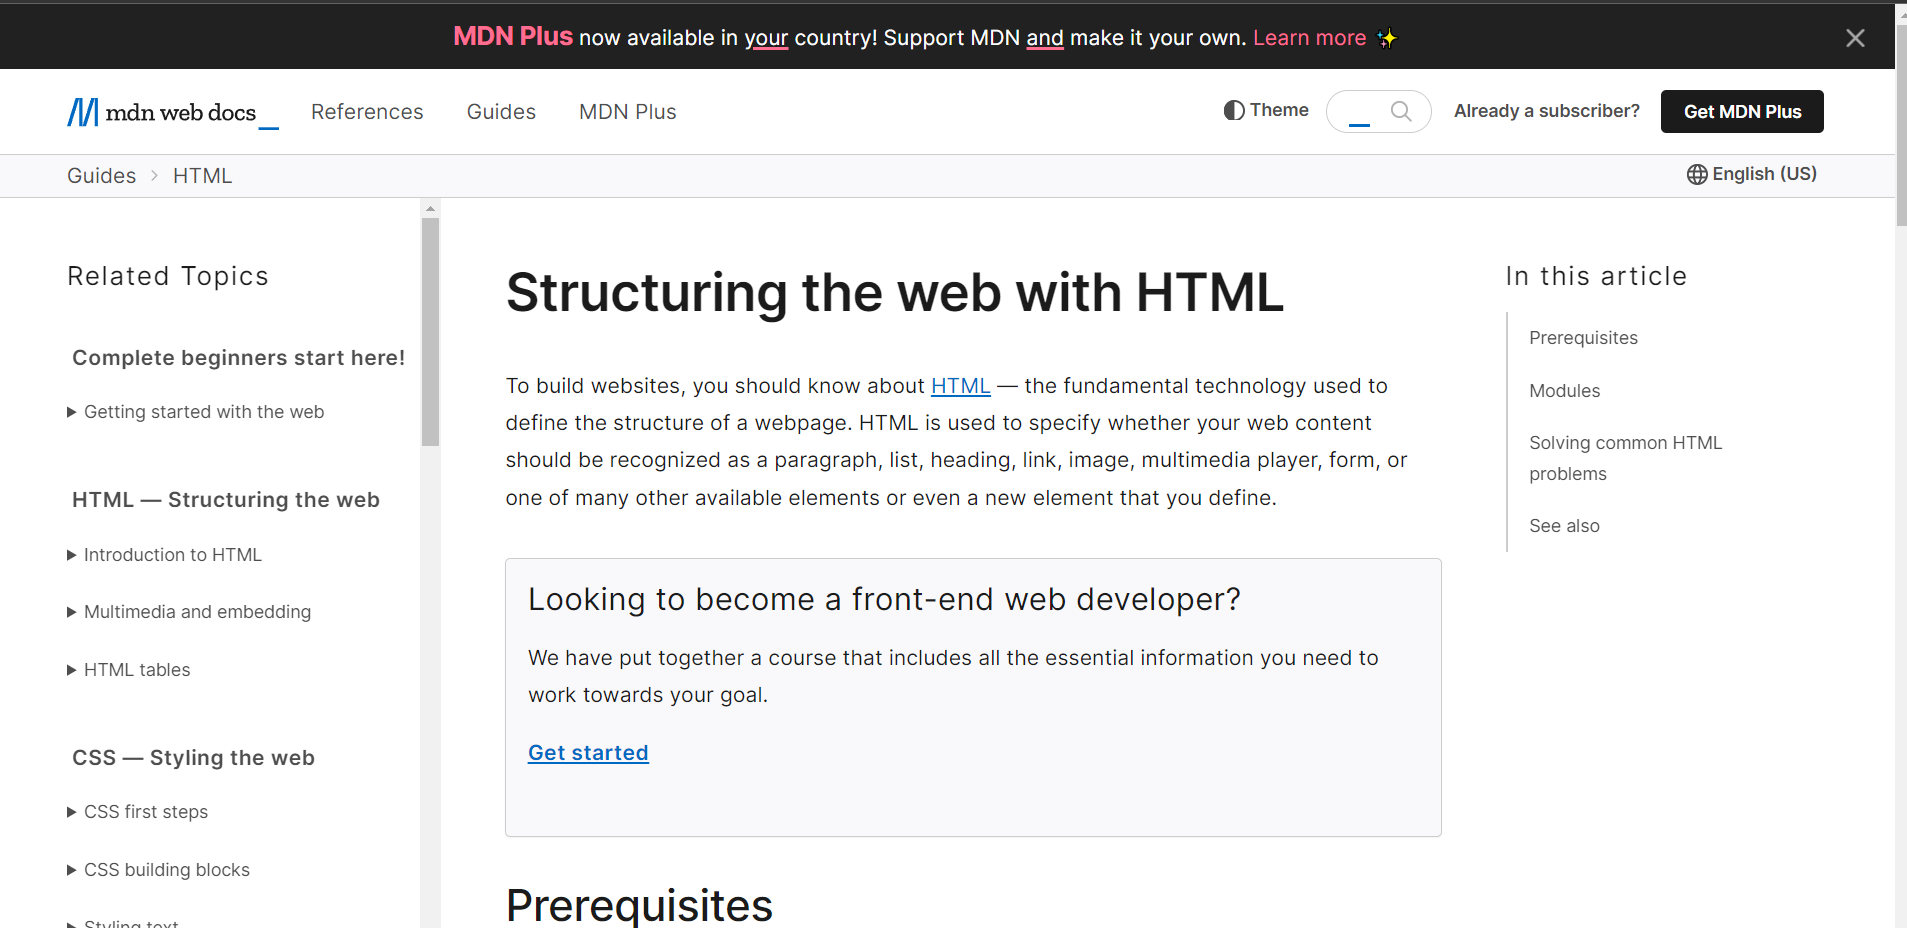 MDN Plus now available in your country! Support MDN and make it your own. Learn more ✨
mdn web docs_
References
Guides
MDN Plus
Theme
Already a subscriber?
Get MDN Plus
Guides
HTML
English (US)
Related Topics
Complete beginners start here!
Getting started with the web
HTML — Structuring the web
Introduction to HTML
Multimedia and embedding
HTML tables
CSS — Styling the web
CSS first steps
CSS building blocks
Styling text
Structuring the web with HTML
To build websites, you should know about HTML — the fundamental technology used to
define the structure of a webpage. HTML is used to specify whether your web content
should be recognized as a paragraph, list, heading, link, image, multimedia player, form, or
one of many other available elements or even a new element that you define.
Looking to become a front-end web developer?
We have put together a course that includes all the essential information you need to
work towards your goal.
Get started
Prerequisites
In this article
Prerequisites
Modules
Solving common HTML
problems
See also